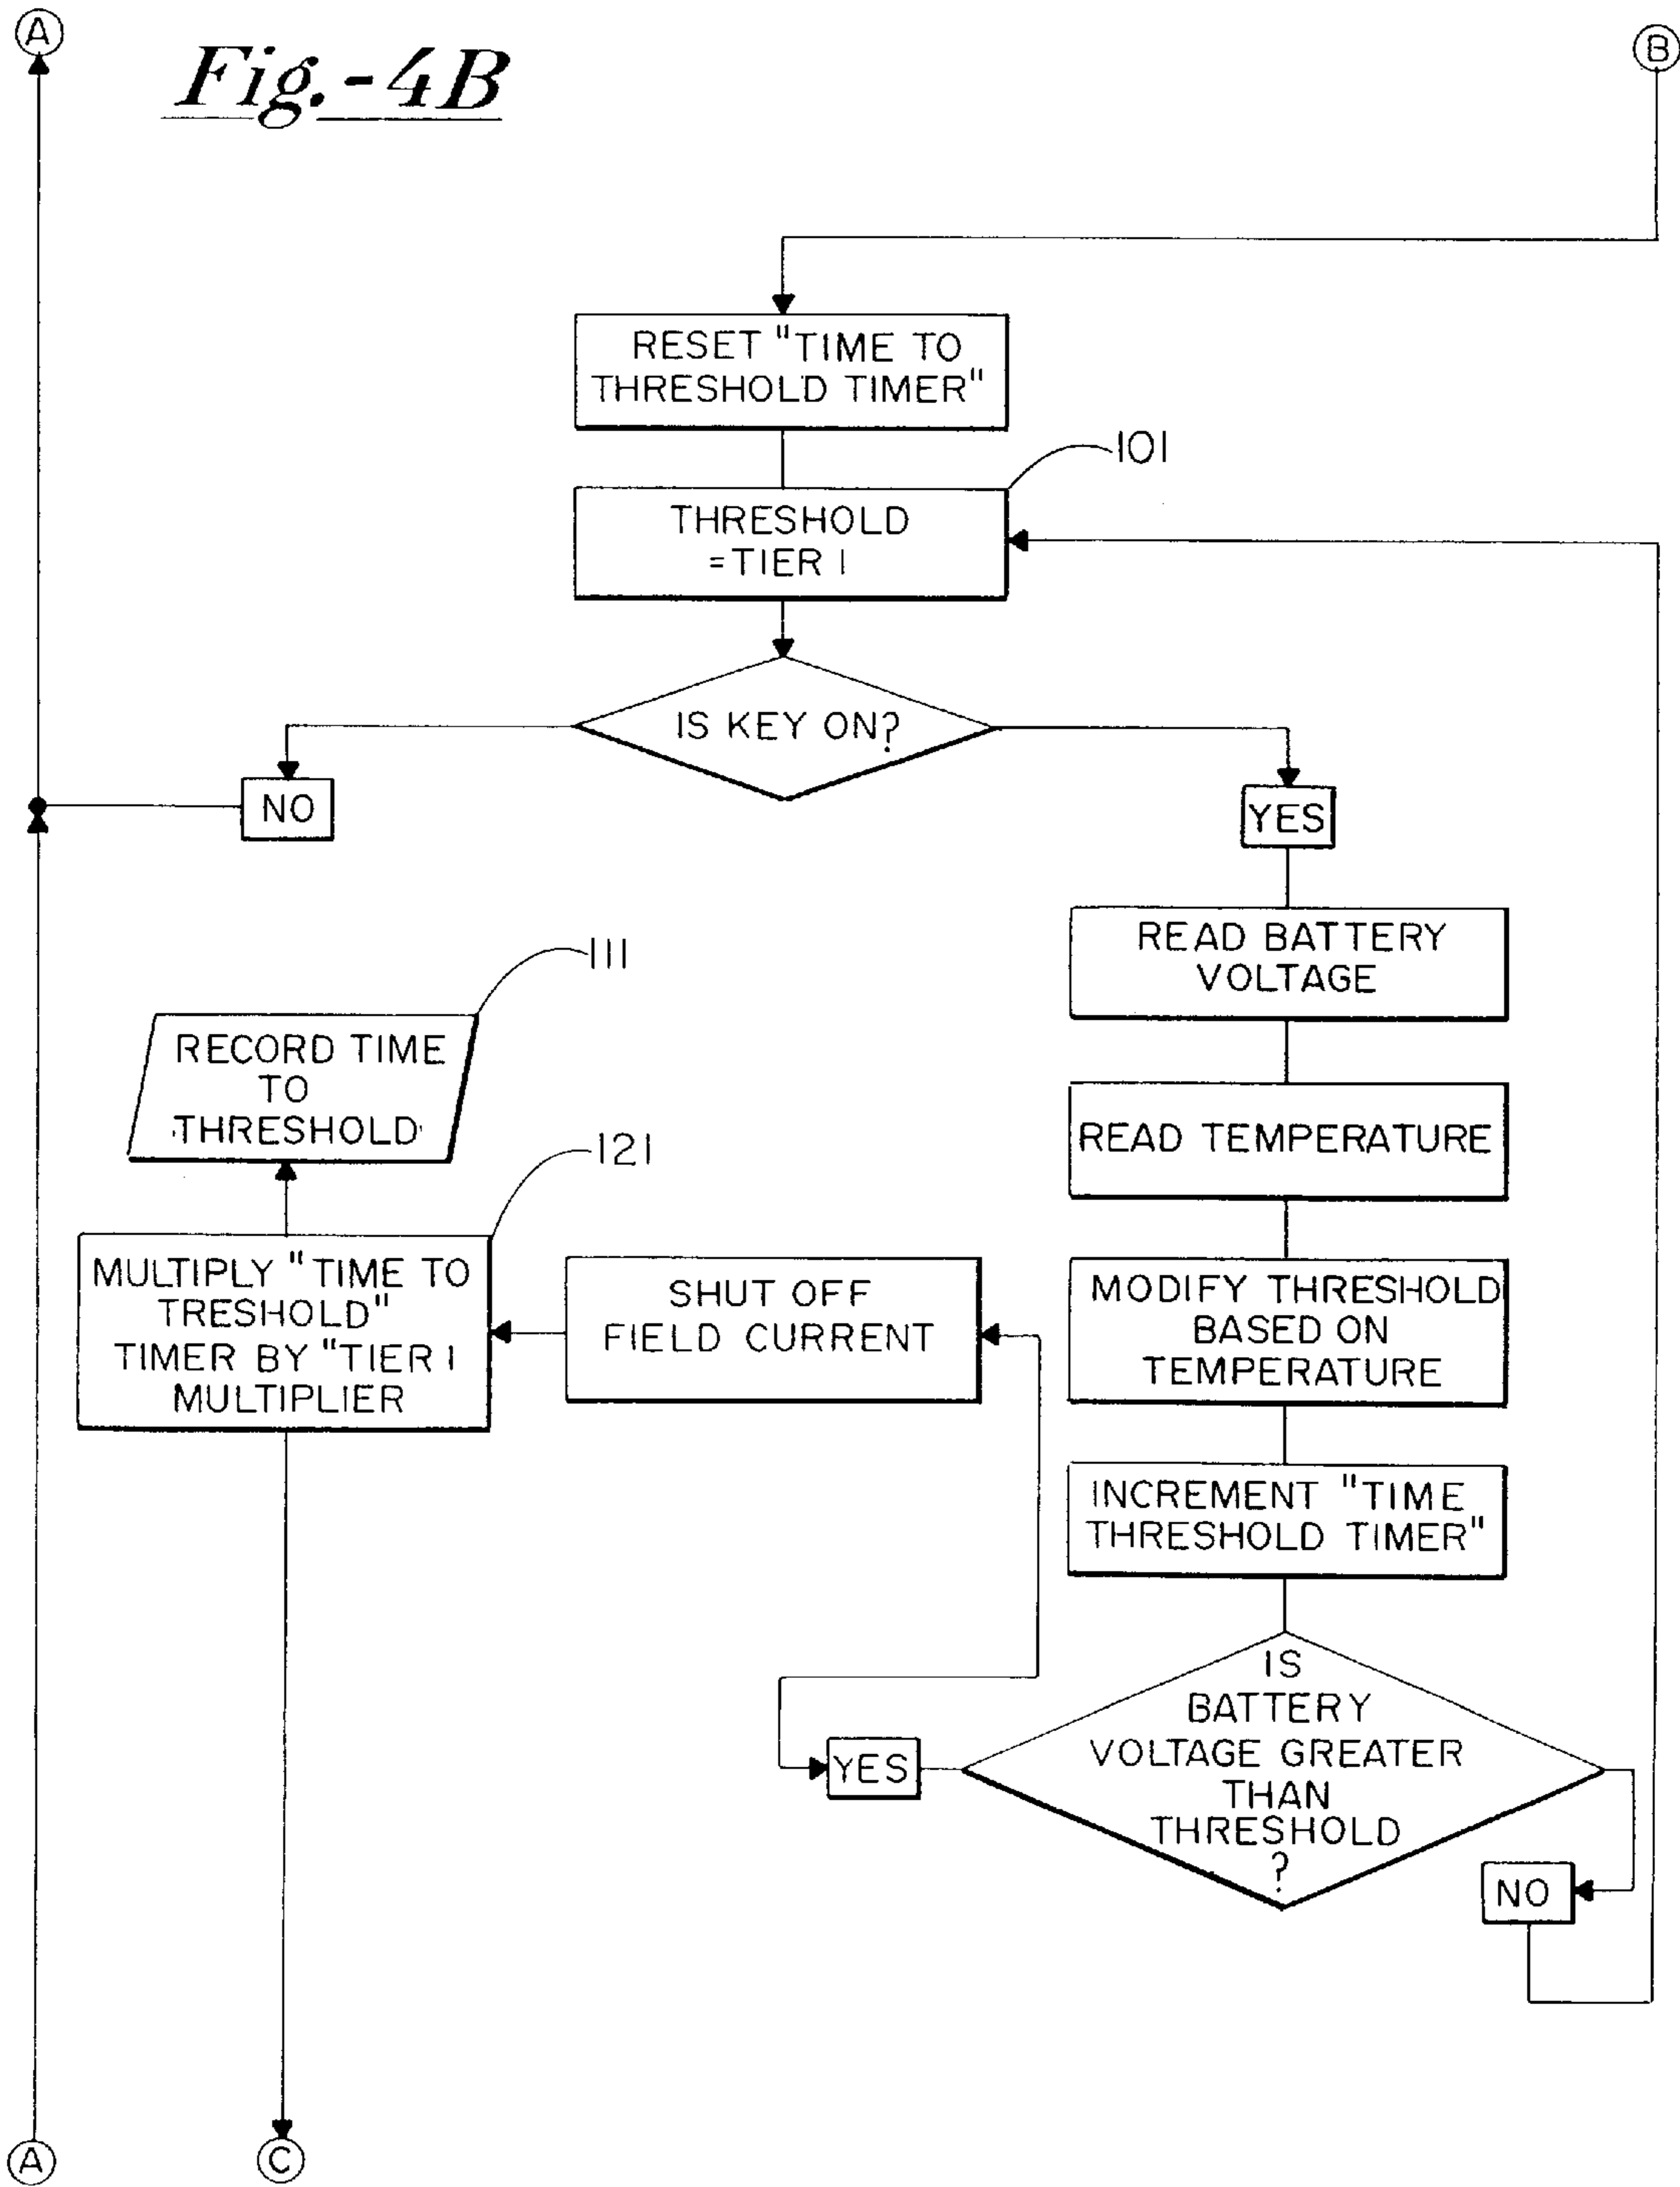 A
Fig.-4B
B
RESET "TIME TO
THRESHOLD TIMER"
101
THRESHOLD
=TIER 1
IS KEY ON?
NO
YES
READ BATTERY
VOLTAGE
111
RECORD TIME
TO
THRESHOLD
READ TEMPERATURE
121
MULTIPLY "TIME TO
TRESHOLD"
TIMER BY "TIER 1
MULTIPLIER
SHUT OFF
FIELD CURRENT
MODIFY THRESHOLD
BASED ON
TEMPERATURE
INCREMENT "TIME
THRESHOLD TIMER"
IS
BATTERY
VOLTAGE GREATER
THAN
THRESHOLD
?
YES
NO
A
C